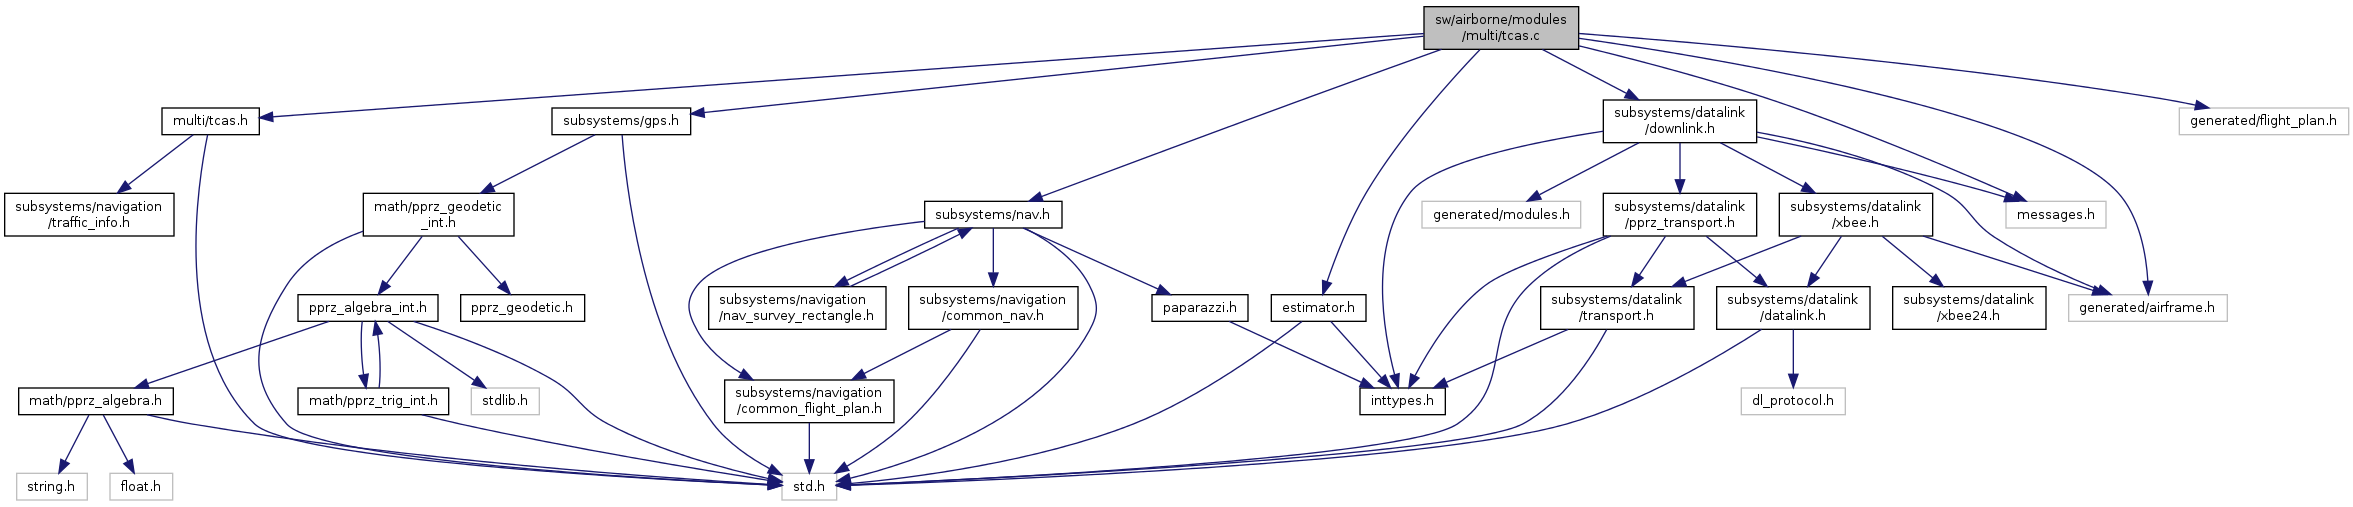 sw/airborne/modules
/multi/tcas.c
multi/tcas.h
subsystems/gps.h
subsystems/datalink
/downlink.h
generated/flight_plan.h
subsystems/navigation
/traffic_info.h
math/pprz_geodetic
_int.h
subsystems/nav.h
generated/modules.h
subsystems/datalink
/pprz_transport.h
subsystems/datalink
/xbee.h
messages.h
pprz_algebra_int.h
pprz_geodetic.h
subsystems/navigation
/nav_survey_rectangle.h
subsystems/navigation
/common_nav.h
paparazzi.h
estimator.h
subsystems/datalink
/transport.h
subsystems/datalink
/datalink.h
subsystems/datalink
/xbee24.h
generated/airframe.h
math/pprz_algebra.h
math/pprz_trig_int.h
stdlib.h
subsystems/navigation
/common_flight_plan.h
inttypes.h
dl_protocol.h
string.h
float.h
std.h